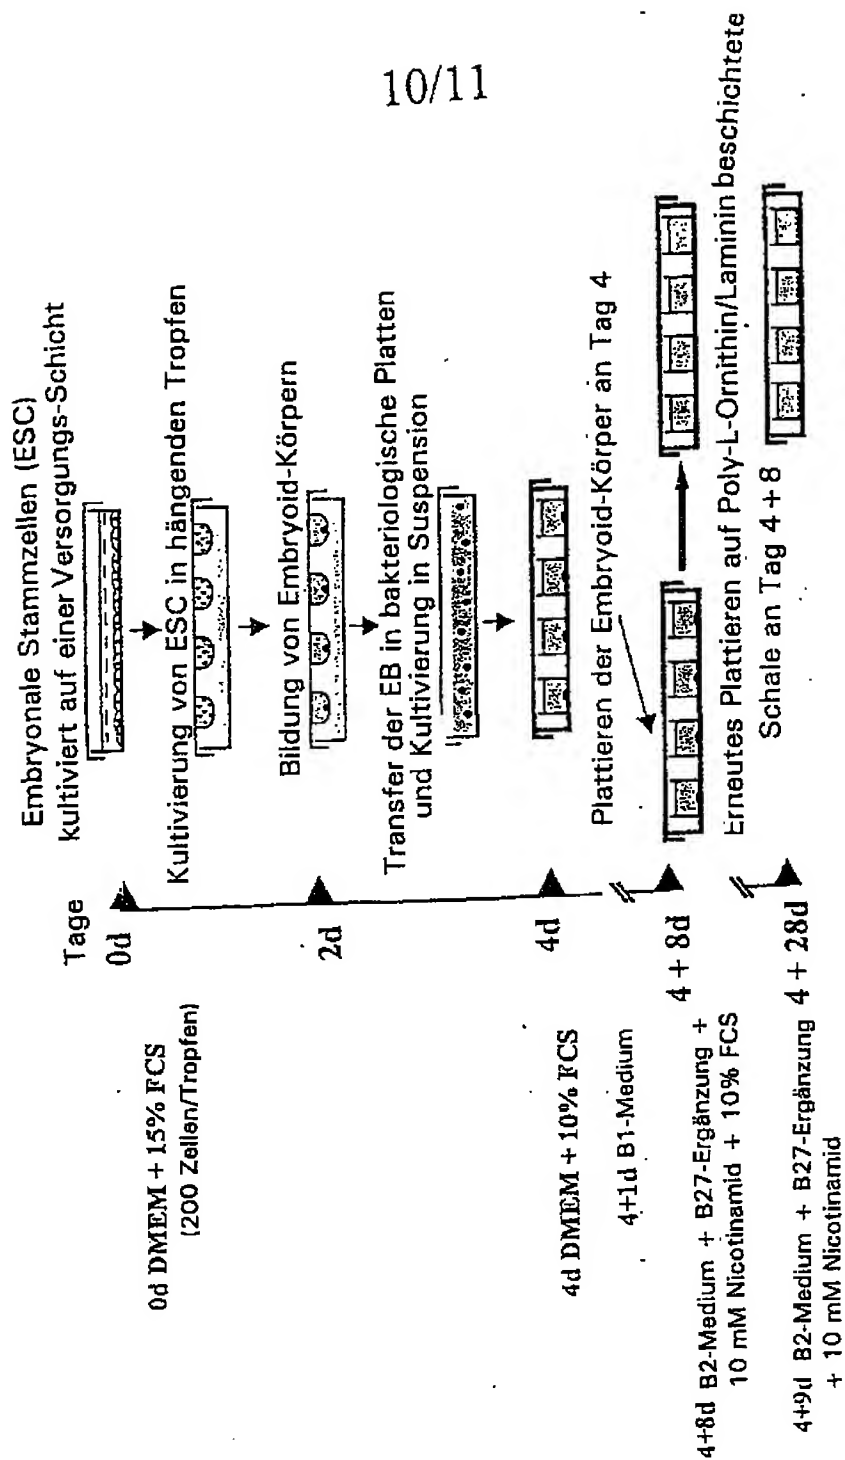 10/11
Embryonale Stammzellen (ESC)
kultiviert auf einer Versorgungs-Schicht
Kultivierung von ESC in hängenden Tropfen
Bildung von Embryoid-Körpern
Transfer der EB in bakteriologische Platten
und Kultivierung in Suspension
Plattieren der Embryoid-Körper an Tag 4
Erneutes Plattieren auf Poly-L-Ornithin/Laminin beschichtete
Schale an Tag 4 + 8
Tage
0d
2d
4d
4 + 8d
4 + 28d
0d DMEM + 15% FCS
(200 Zellen/Tropfen)
4d DMEM + 10% FCS
4+1d B1-Medium
4+8d B2-Medium + B27-Ergänzung +
10 mM Nicotinamid + 10% FCS
4+9d B2-Medium + B27-Ergänzung
+ 10 mM Nicotinamid